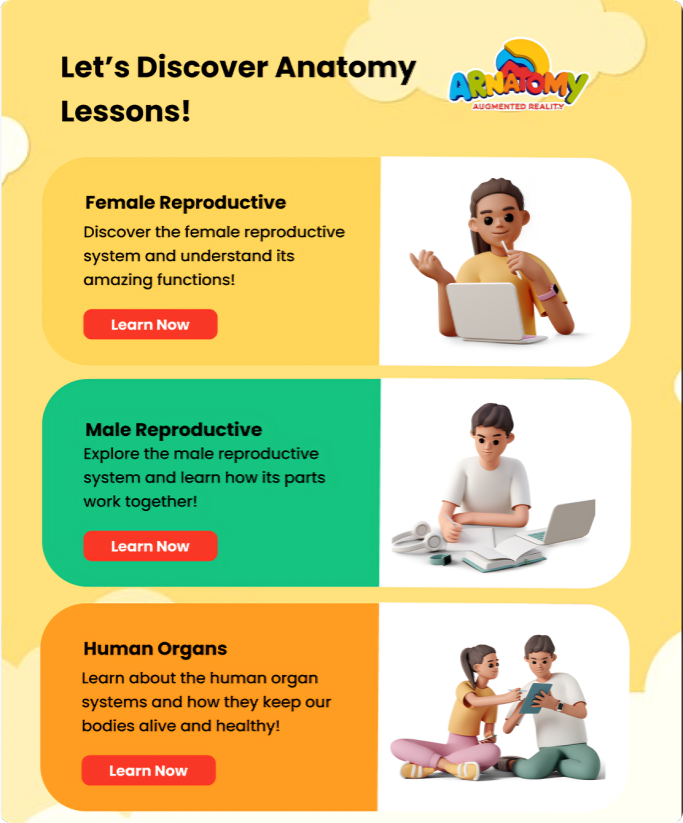 Let's Discover Anatomy
Lessons!
ARNATOMY
AUGMENTED REALITY
Female Reproductive
Discover the female reproductive
system and understand its
amazing functions!
Learn Now
Male Reproductive
Explore the male reproductive
system and learn how its parts
work together!
Learn Now
Human Organs
Learn about the human organ
systems and how they keep our
bodies alive and healthy!
Learn Now